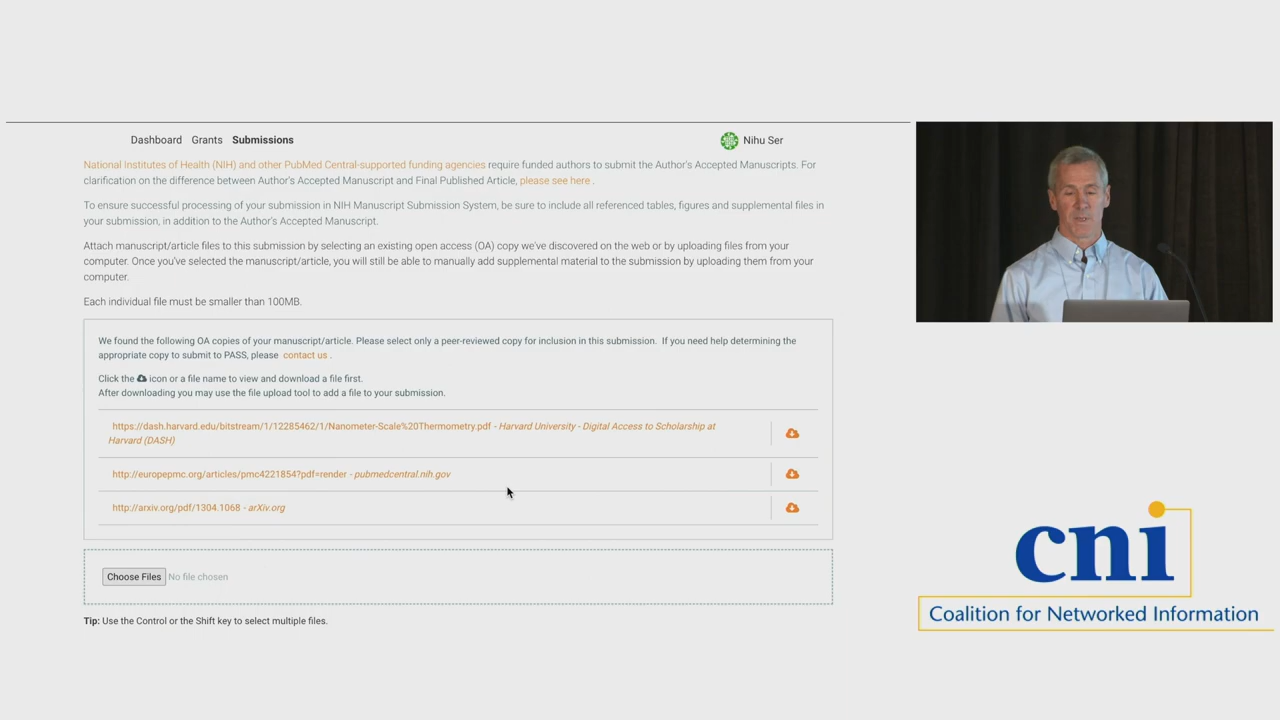 Dashboard Grants Submissions Nihu Ser
National Institutes of Health (NIH) and other PubMed Central-supported funding agencies require funded authors to submit the Author's Accepted Manuscripts. For
clarification on the difference between Author's Accepted Manuscript and Final Published Article, please see here .
To ensure successful processing of your submission in NIH Manuscript Submission System, be sure to include all referenced tables, figures and supplemental files in
your submission, in addition to the Author's Accepted Manuscript.
Attach manuscript/article files to this submission by selecting an existing open access (OA) copy we've discovered on the web or by uploading files from your
computer. Once you've selected the manuscript/article, you will still be able to manually add supplemental material to the submission by uploading them from your
computer.
Each individual file must be smaller than 100MB.
We found the following OA copies of your manuscript/article. Please select only a peer-reviewed copy for inclusion in this submission. If you need help determining the
appropriate copy to submit to PASS, please contact us .
Click the icon or a file name to view and download a file first.
After downloading you may use the file upload tool to add a file to your submission.
https://dash.harvard.edu/bitstream/1/12285462/1/Nanometer-Scale%20Thermometry.pdf - Harvard University - Digital Access to Scholarship at
Harvard (DASH)
http://europepmc.org/articles/pmc4221854?pdf=render - pubmedcentral.nih.gov
http://arxiv.org/pdf/1304.1068 - arXiv.org
Choose Files No file chosen
Tip: Use the Control or the Shift key to select multiple files.
cni
Coalition for Networked Information